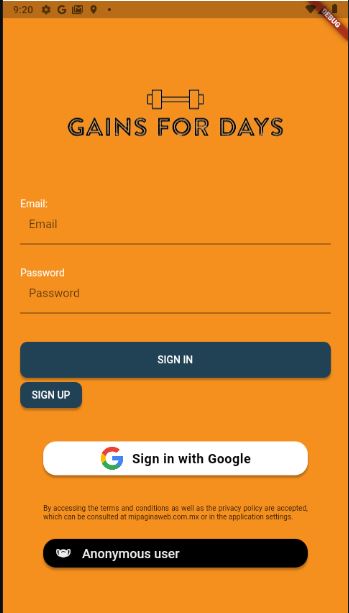 9:20
DEBUG
GAINS FOR DAYS
Email:
Email
Password
Password
SIGN IN
SIGN UP
Sign in with Google
By accessing the terms and conditions as well as the privacy policy are accepted,
which can be consulted at mipaginaweb.com.mx or in the application settings.
Anonymous user